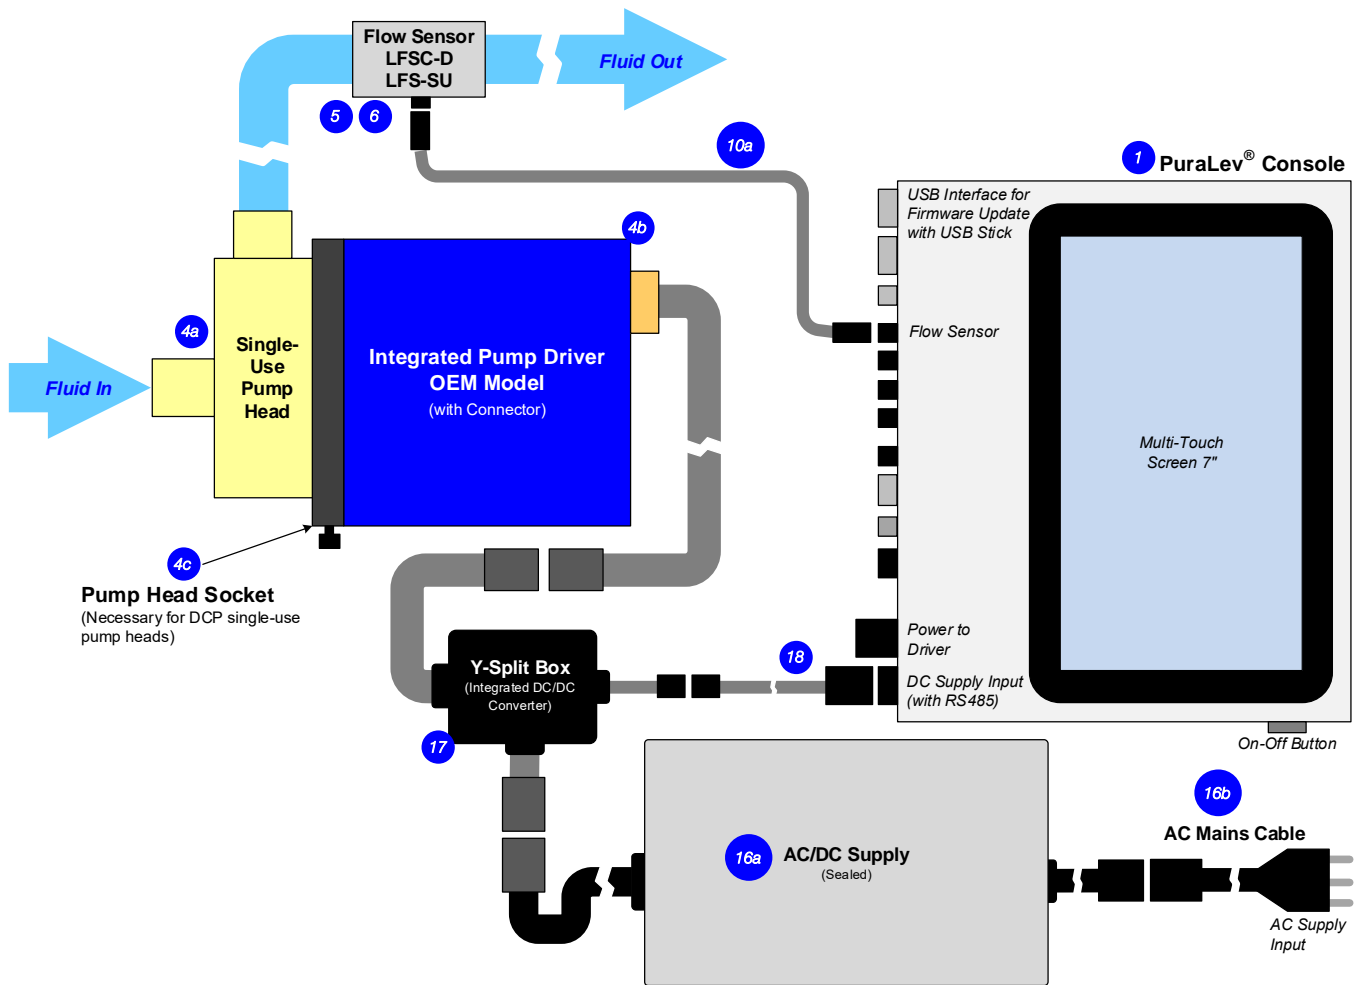 Flow Sensor
LFSC-D
LFS-SU
Fluid Out
5
6
10a
1
PuraLev® Console
USB Interface for
Firmware Update
with USB Stick
4b
4a
Flow Sensor
Single-
Use
Pump
Head
Integrated Pump Driver
OEM Model
(with Connector)
Fluid In
Multi-Touch
Screen 7"
4c
Pump Head Socket
(Necessary for DCP single-use
pump heads)
Power to
Driver
18
Y-Split Box
(Integrated DC/DC
Converter)
DC Supply Input
(with RS485)
17
On-Off Button
16b
AC Mains Cable
16a
AC/DC Supply
(Sealed)
AC Supply
Input